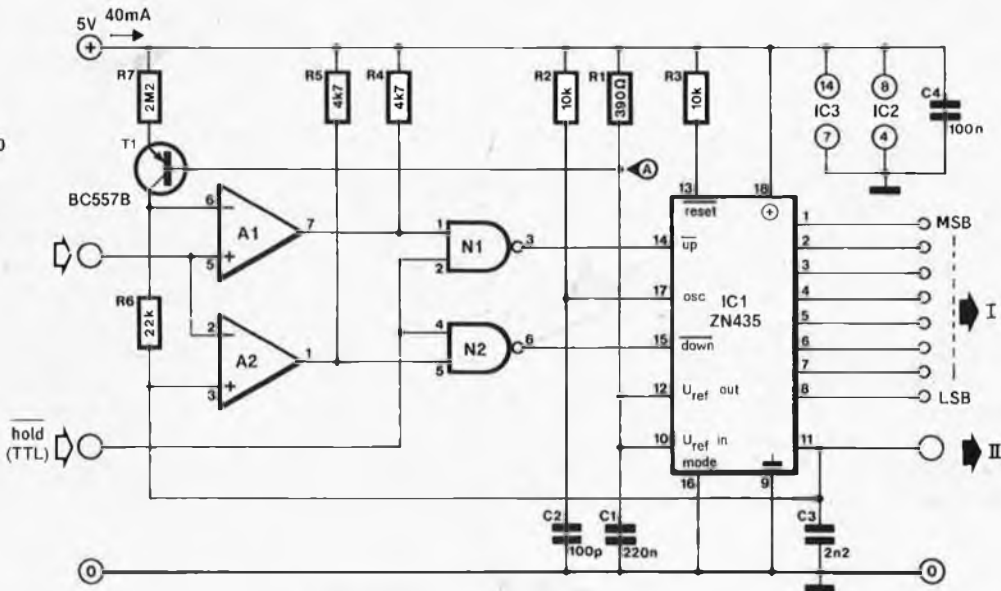 5V 40mA
R7 2M2
R5 4k7
R4 4k7
R2 10k
R1 390Ω
R3 10k
14 IC3 7
8 IC2 4
C4 100n
T1
BC557B
A
6 − A1 7
5 +
R6 22k
2 − A2 1
3 +
1 N1 3
2
4 N2 6
5
hold
(TTL)
13 reset
18 +
14 up
17 osc
IC1
ZN435
15 down
12 Uref out
10 Uref in
mode
16
9
1 MSB
2
3
4
5
6
7
8 LSB
11
I
II
C2 100p
C1 220n
C3 2n2
0
0